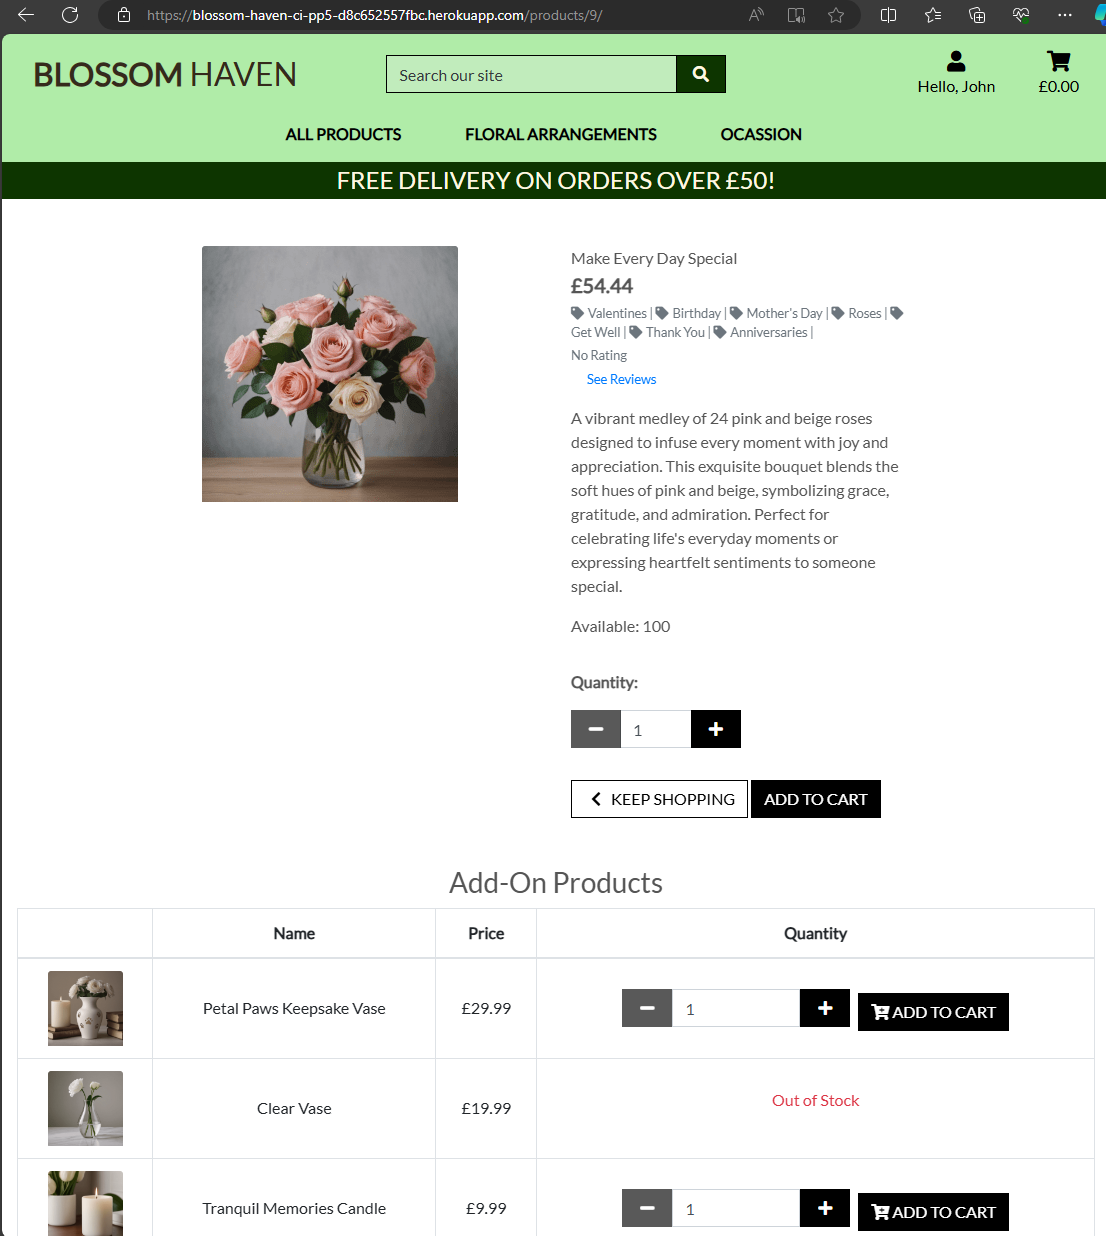 https://blossom-haven-ci-pp5-d8c652557fbc.herokuapp.com/products/9/
BLOSSOM HAVEN
Search our site
Hello, John
£0.00
ALL PRODUCTS
FLORAL ARRANGEMENTS
OCASSION
FREE DELIVERY ON ORDERS OVER £50!
Make Every Day Special
£54.44
Valentines | Birthday | Mother's Day | Roses |
Get Well | Thank You | Anniversaries |
No Rating
See Reviews
A vibrant medley of 24 pink and beige roses
designed to infuse every moment with joy and
appreciation. This exquisite bouquet blends the
soft hues of pink and beige, symbolizing grace,
gratitude, and admiration. Perfect for
celebrating life's everyday moments or
expressing heartfelt sentiments to someone
special.
Available: 100
Quantity:
1
KEEP SHOPPING
ADD TO CART
Add-On Products
Name Price Quantity
Petal Paws Keepsake Vase £29.99 1 ADD TO CART
Clear Vase £19.99 Out of Stock
Tranquil Memories Candle £9.99 1 ADD TO CART